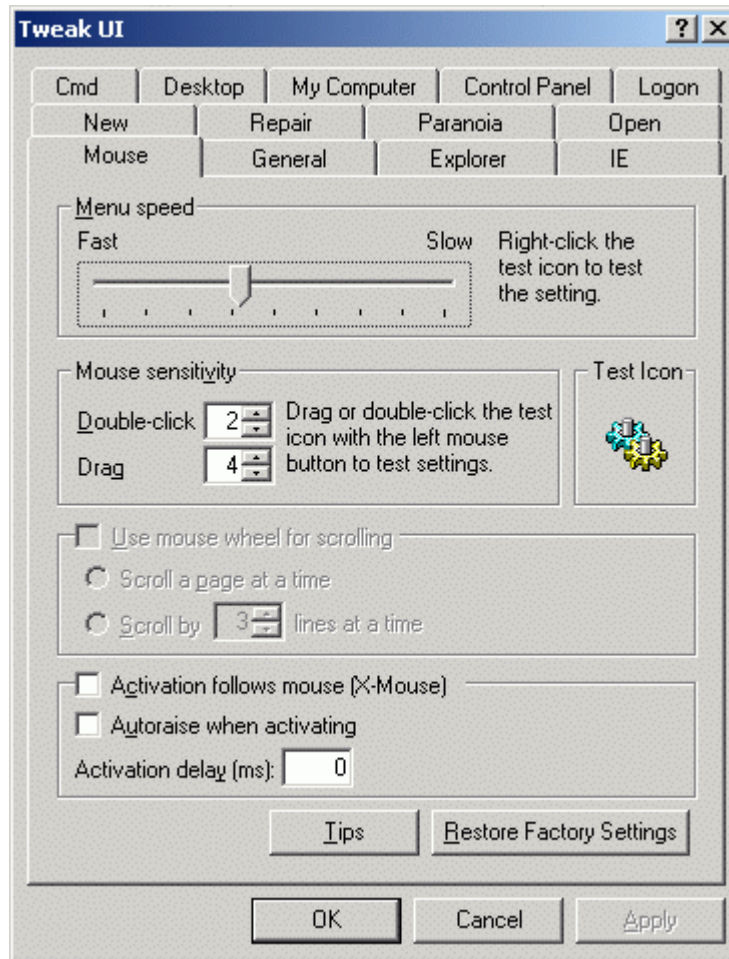 Tweak UI
Cmd Desktop My Computer Control Panel Logon
New Repair Paranoia Open
Mouse General Explorer IE
Menu speed
Fast Slow
Right-click the
test icon to test
the setting.
Mouse sensitivity
Double-click 2
Drag 4
Drag or double-click the test
icon with the left mouse
button to test settings.
Test Icon
Use mouse wheel for scrolling
Scroll a page at a time
Scroll by 3 lines at a time
Activation follows mouse (X-Mouse)
Autoraise when activating
Activation delay (ms): 0
Tips Restore Factory Settings
OK Cancel Apply